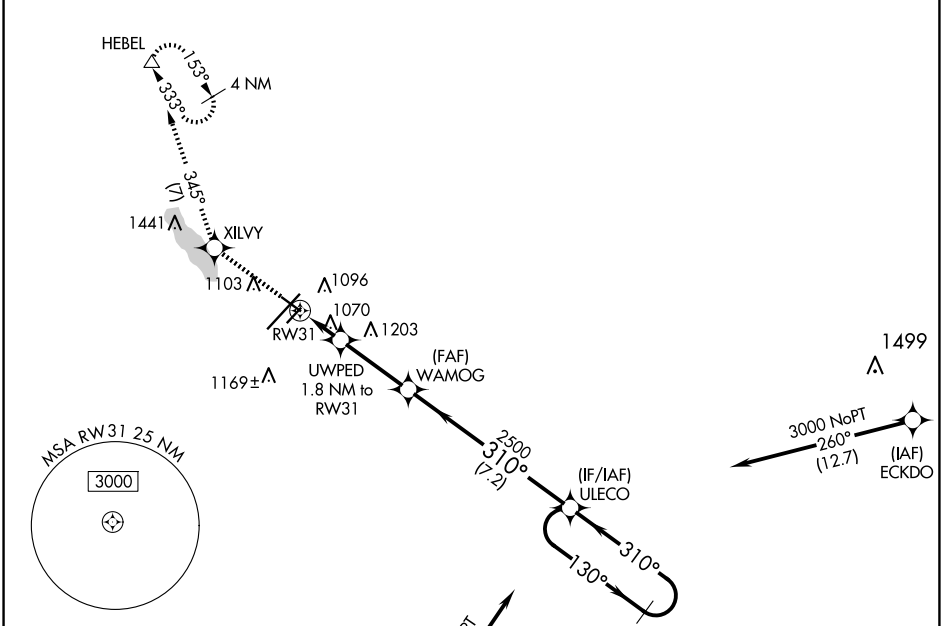 HEBEL
153°
4 NM
333°
345°
(7)
1441
XILVY
1103
1096
1070
RW31
1203
UWPED
1.8 NM to
RW31
(FAF)
WAMOG
1169±
1499
3000 NoPT
260°
(12.7)
(IAF)
ECKDO
2500
310°
(7.2)
(IF/IAF)
ULECO
310°
130°
MSA RW31 25 NM
3000